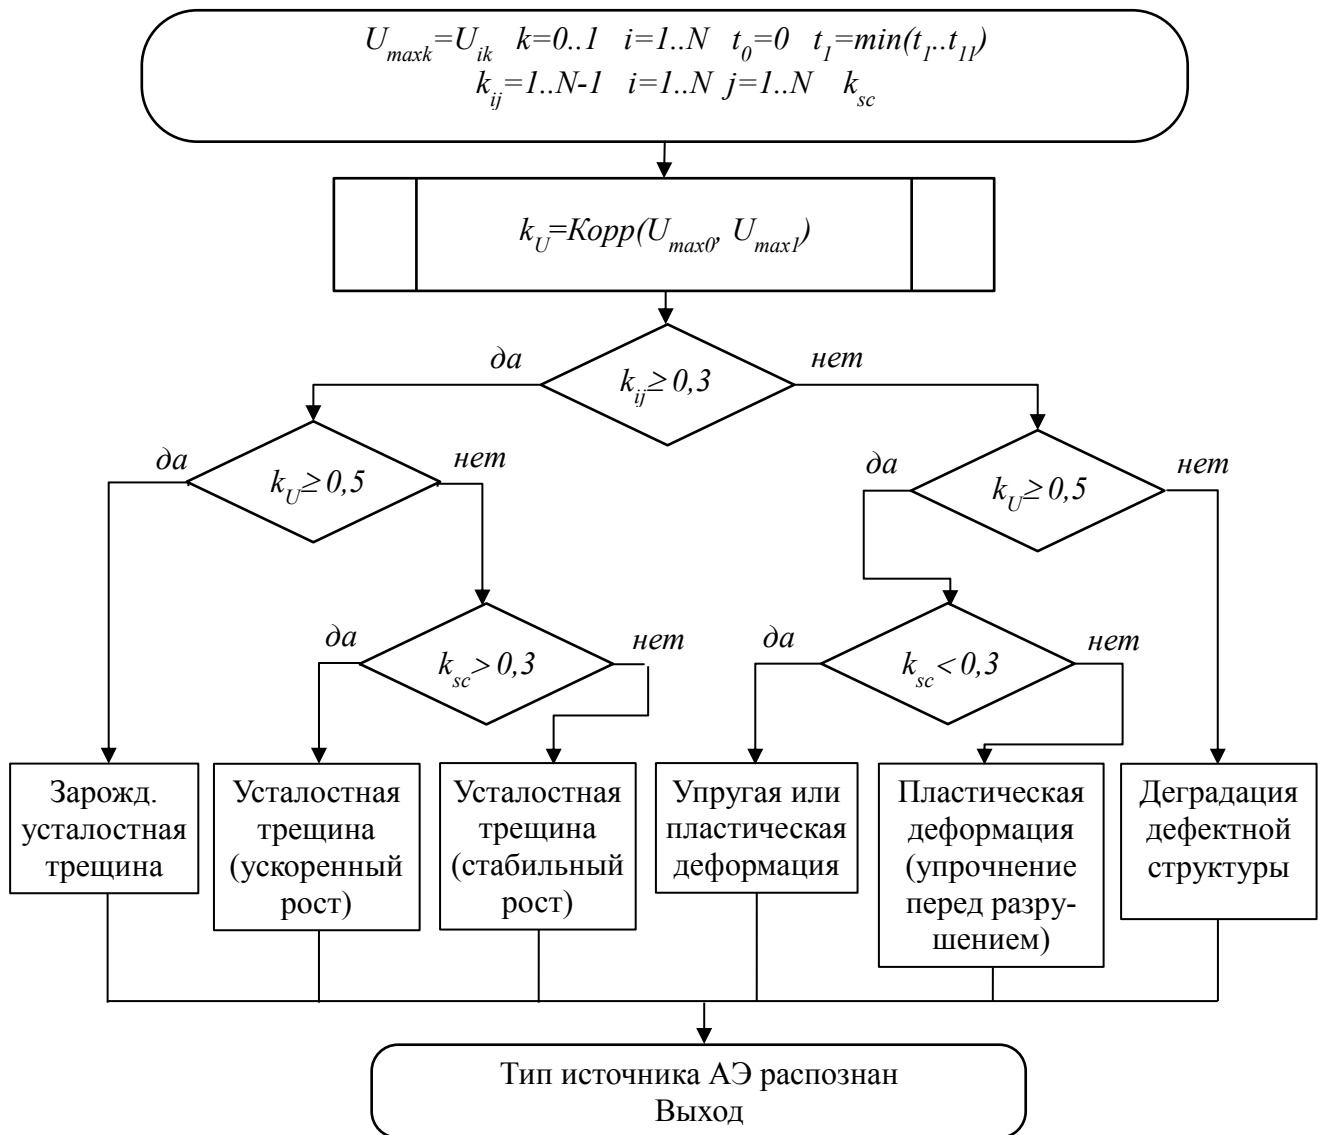 U_maxk=U_ik k=0..1 i=1..N t_0=0 t_1=min(t_1..t_11)
k_ij=1..N-1 i=1..N j=1..N k_sc
k_U=Корр(U_max0, U_max1)
да
k_ij≥0,3
нет
да
k_U≥0,5
нет
да
k_U≥0,5
нет
да
k_sc>0,3
нет
да
k_sc<0,3
нет
Зарожд.
усталостная
трещина
Усталостная
трещина
(ускоренный
рост)
Усталостная
трещина
(стабильный
рост)
Упругая или
пластическая
деформация
Пластическая
деформация
(упрочнение
перед разру-
шением)
Деградация
дефектной
структуры
Тип источника АЭ распознан
Выход